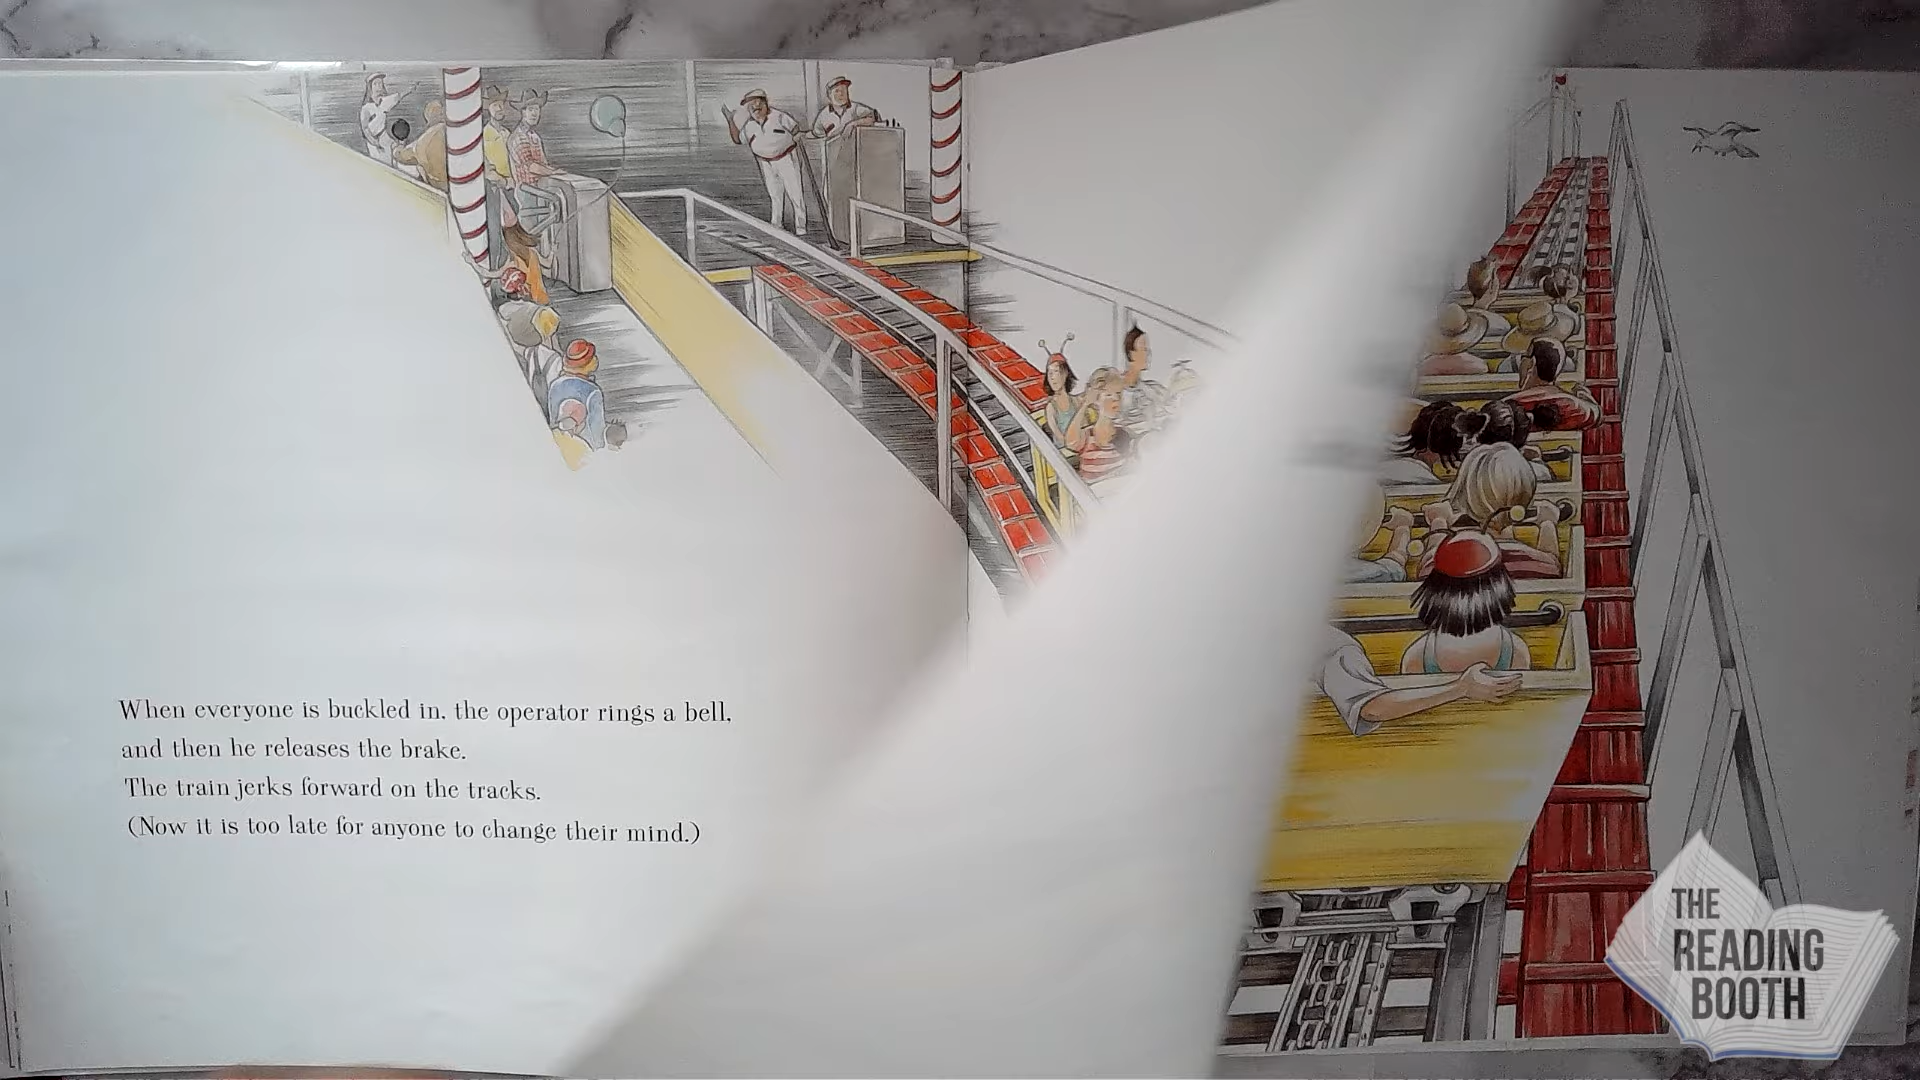 When everyone is buckled in, the operator rings a bell,
and then he releases the brake.
The train jerks forward on the tracks.
(Now it is too late for anyone to change their mind.)
THE
READING
BOOTH